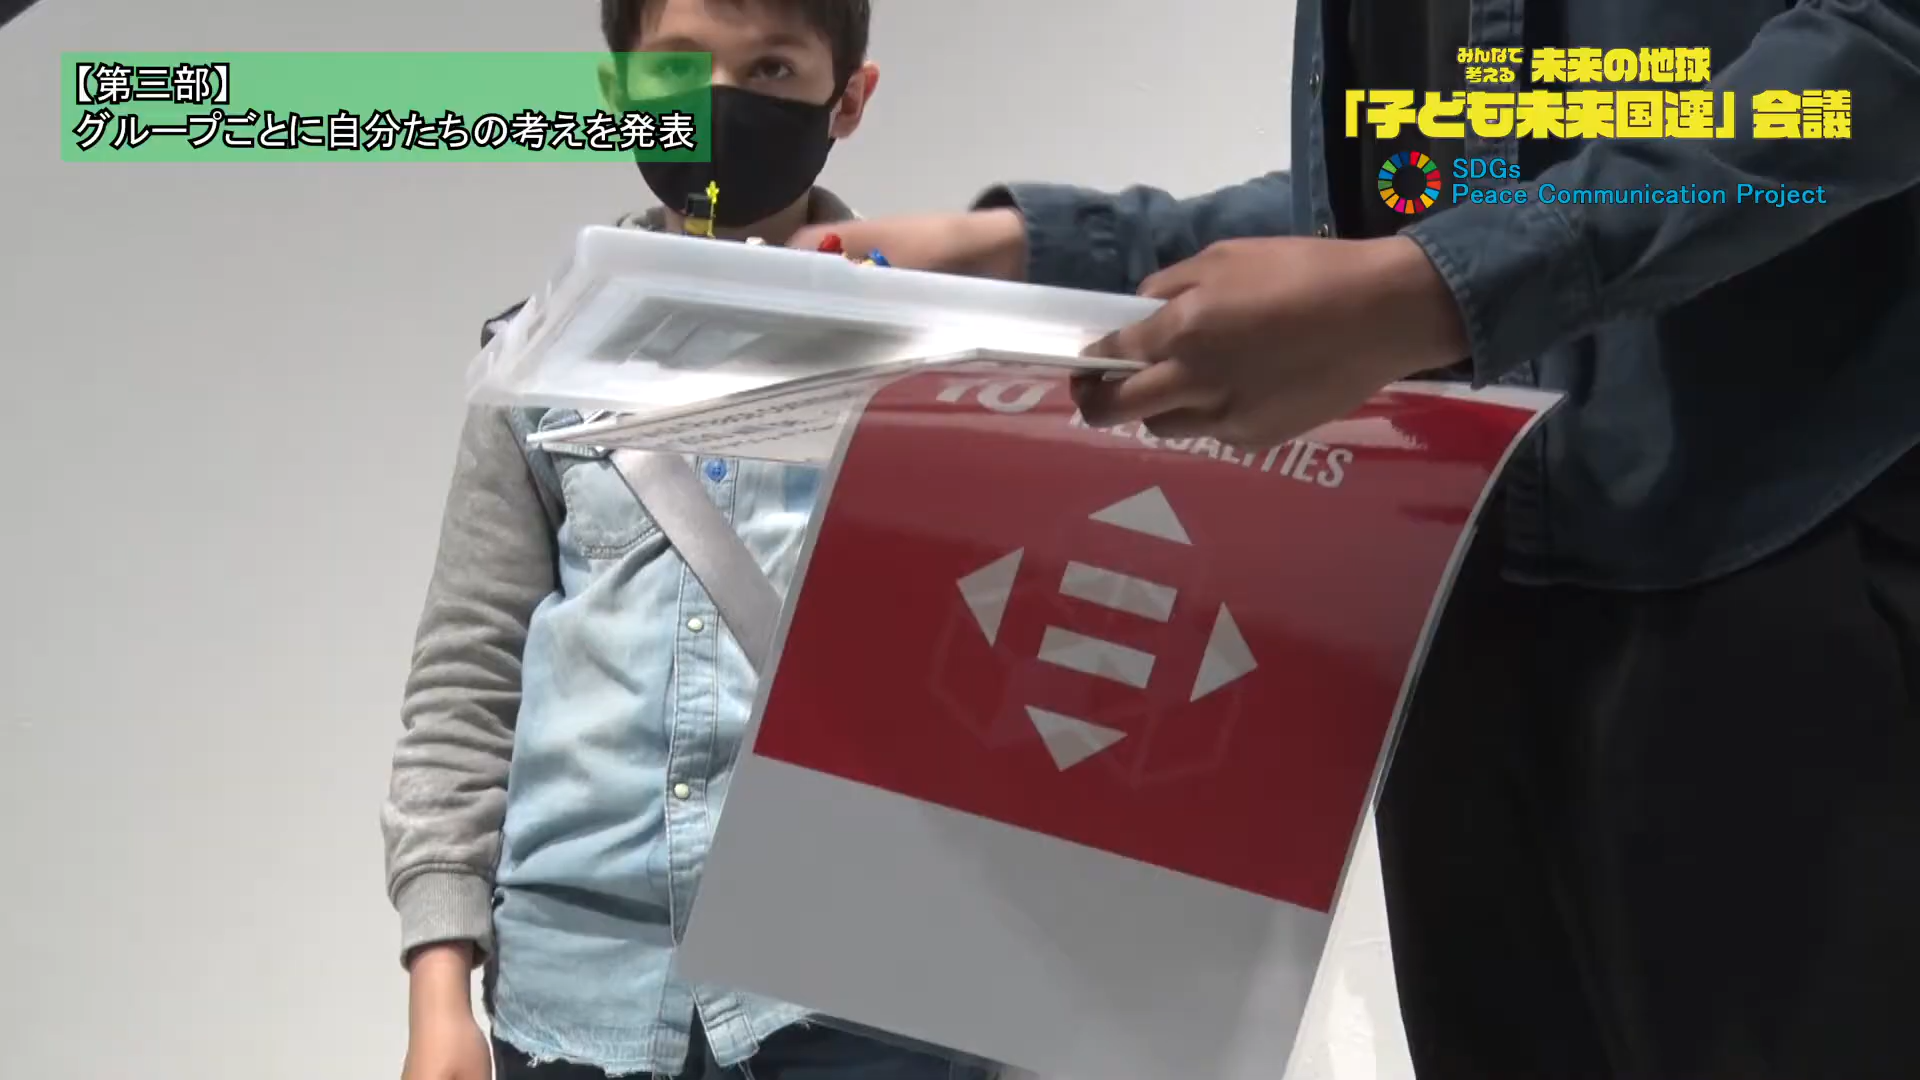 【第三部】
グループごとに自分たちの考えを発表
みんなで
考える
未来の地球
「子ども未来国連」会議
SDGs
Peace Communication Project
10
INEQUALITIES